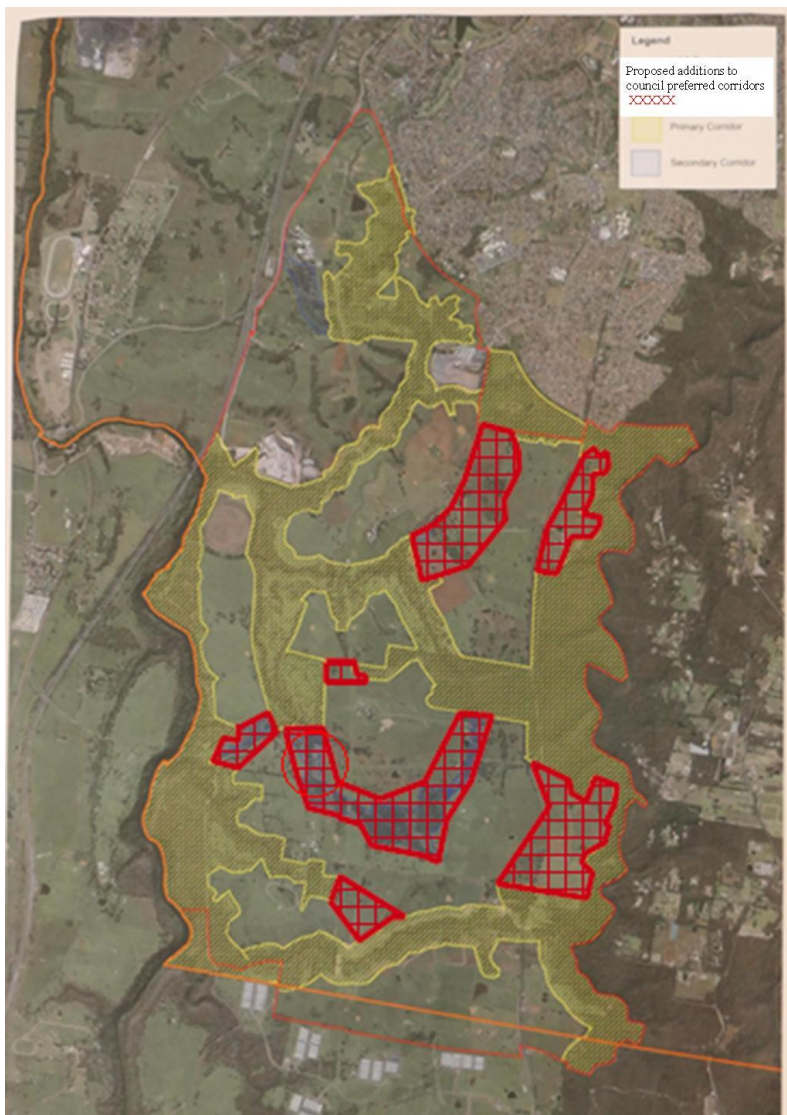 Legend
Proposed additions to
council preferred corridors
XXXXX
Primary Corridor
Secondary Corridor